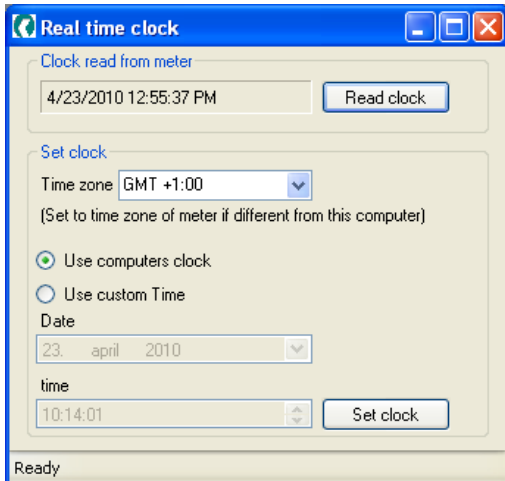 Real time clock
Clock read from meter
4/23/2010 12:55:37 PM Read clock
Set clock
Time zone GMT +1:00
(Set to time zone of meter if different from this computer)
Use computers clock
Use custom Time
Date
23. april 2010
time
10:14:01 Set clock
Ready